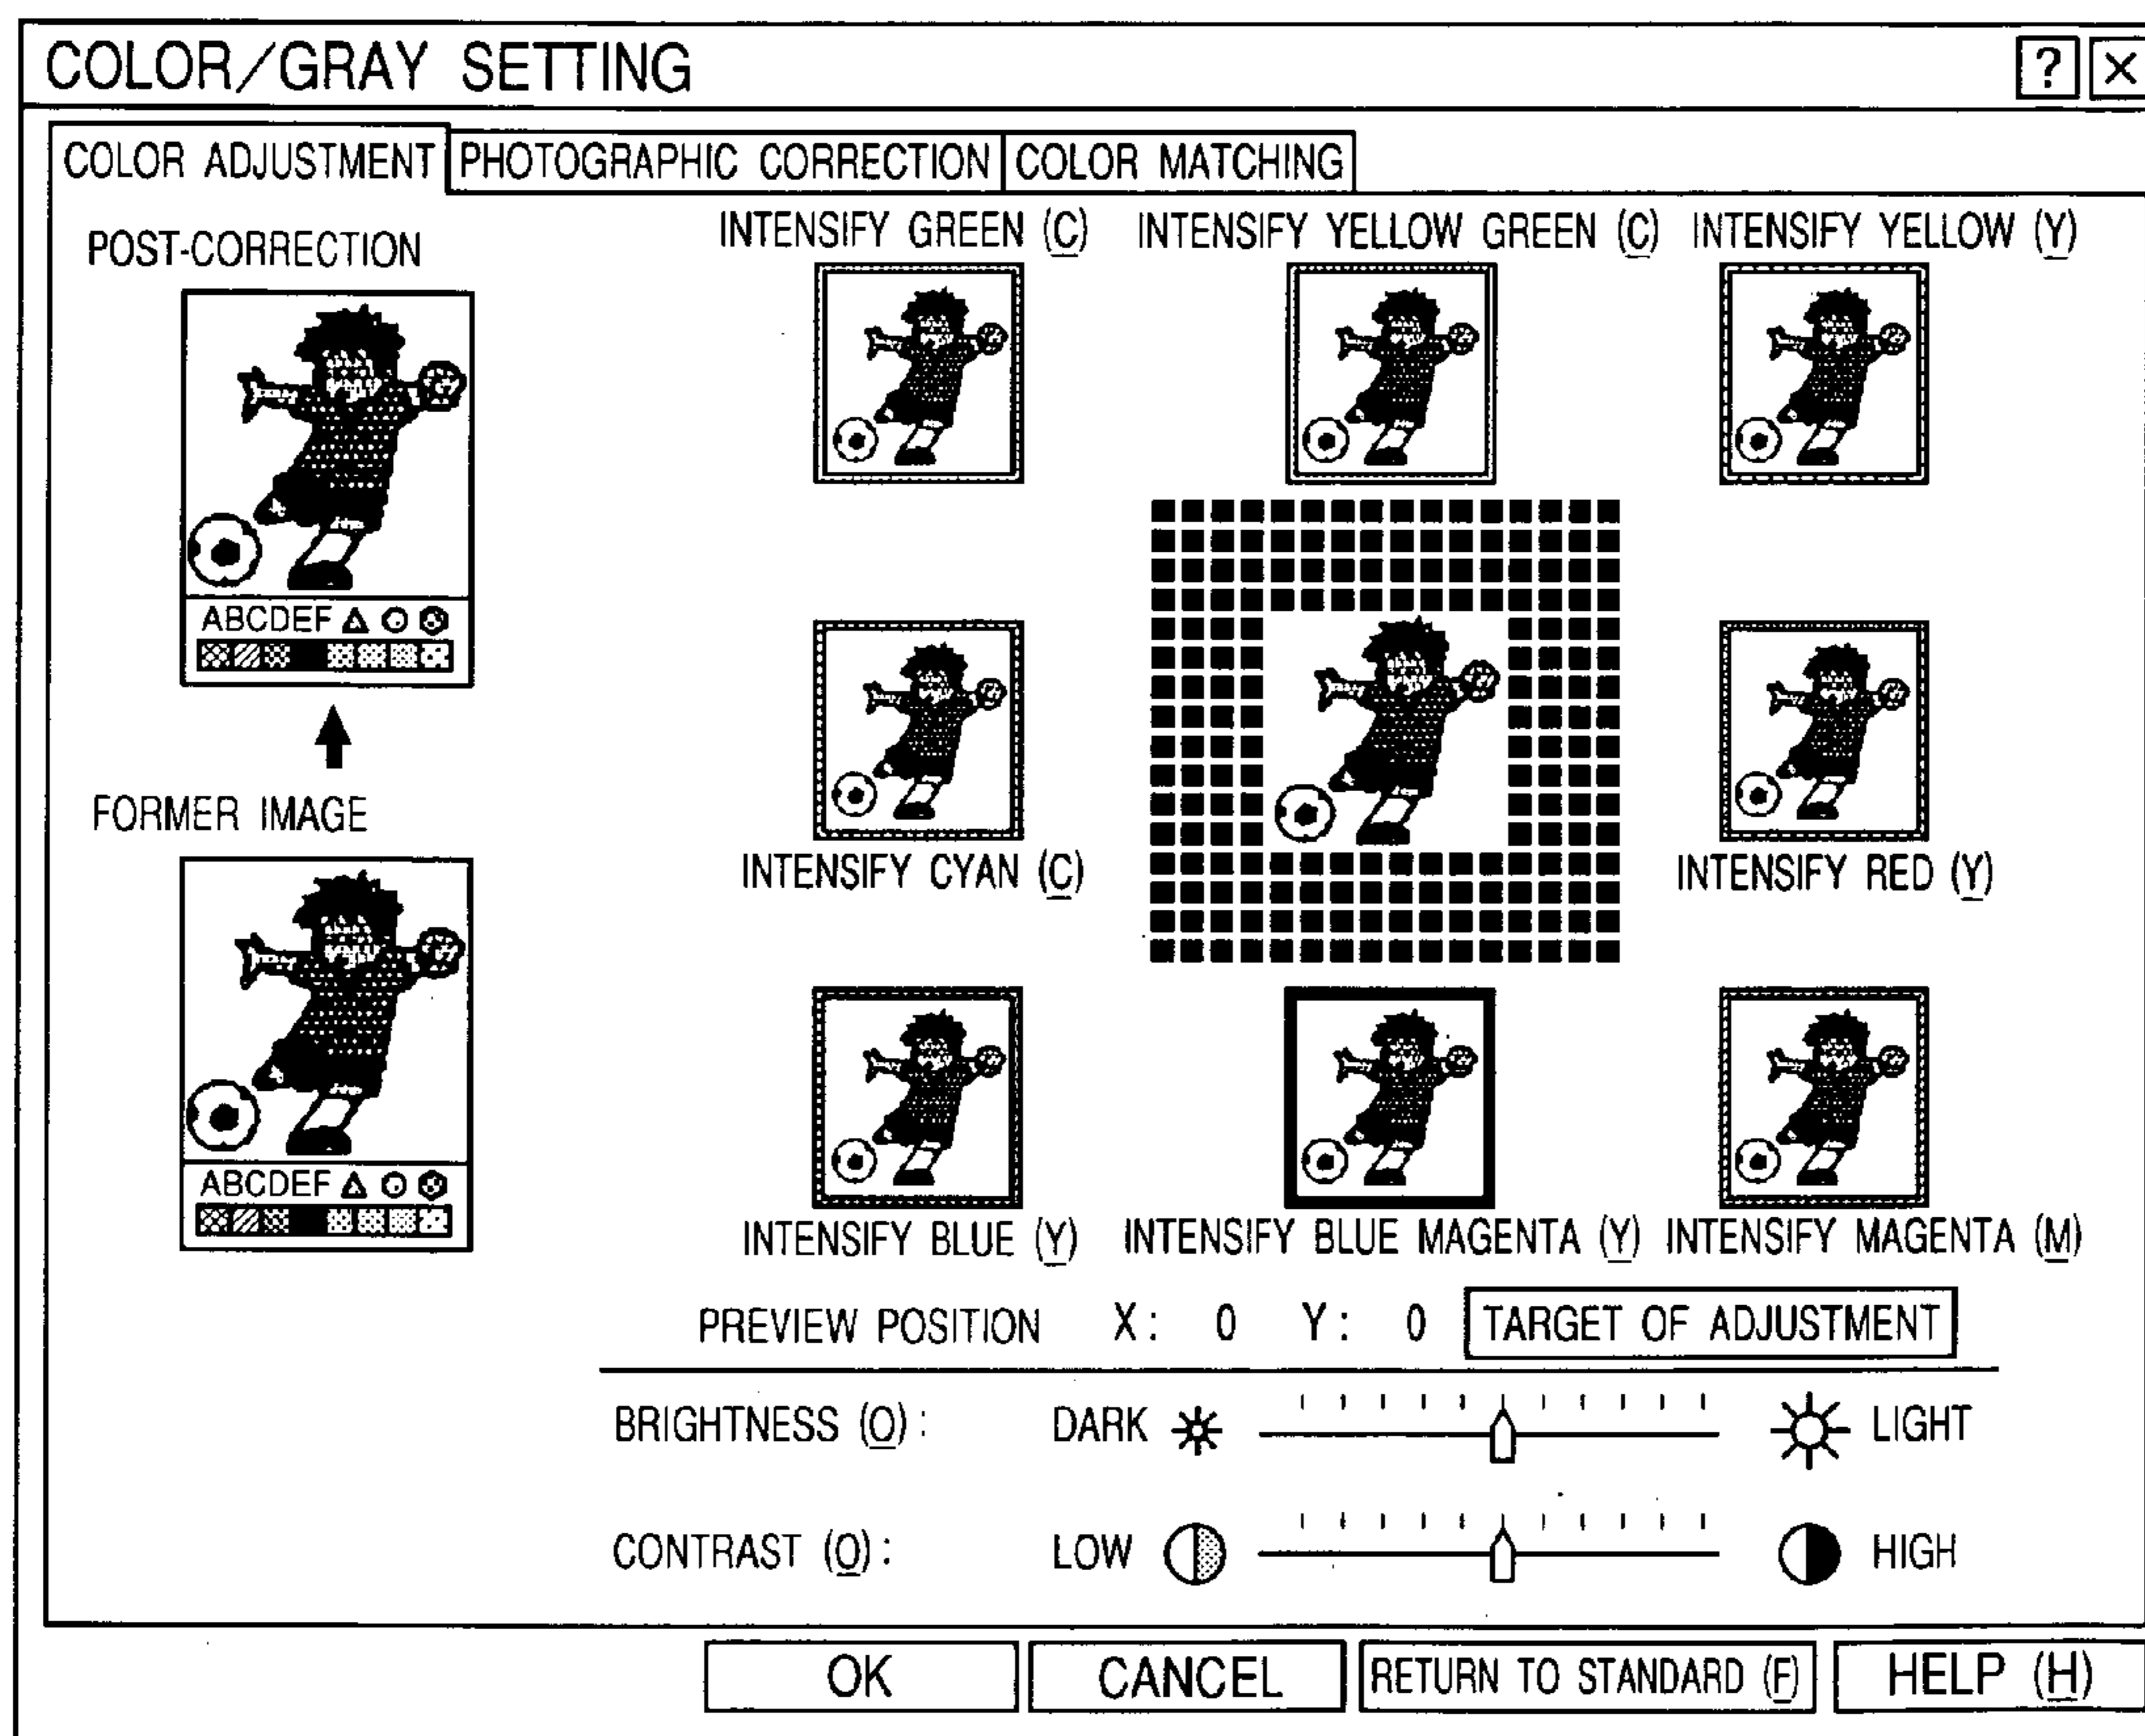 COLOR/GRAY SETTING ? ×
COLOR ADJUSTMENT PHOTOGRAPHIC CORRECTION COLOR MATCHING
POST-CORRECTION
ABCDEF
FORMER IMAGE
ABCDEF
INTENSIFY GREEN (C) INTENSIFY YELLOW GREEN (C) INTENSIFY YELLOW (Y)
INTENSIFY CYAN (C) INTENSIFY RED (Y)
INTENSIFY BLUE (Y) INTENSIFY BLUE MAGENTA (Y) INTENSIFY MAGENTA (M)
PREVIEW POSITION X: 0 Y: 0 TARGET OF ADJUSTMENT
BRIGHTNESS (O): DARK LIGHT
CONTRAST (O): LOW HIGH
OK CANCEL RETURN TO STANDARD (F) HELP (H)